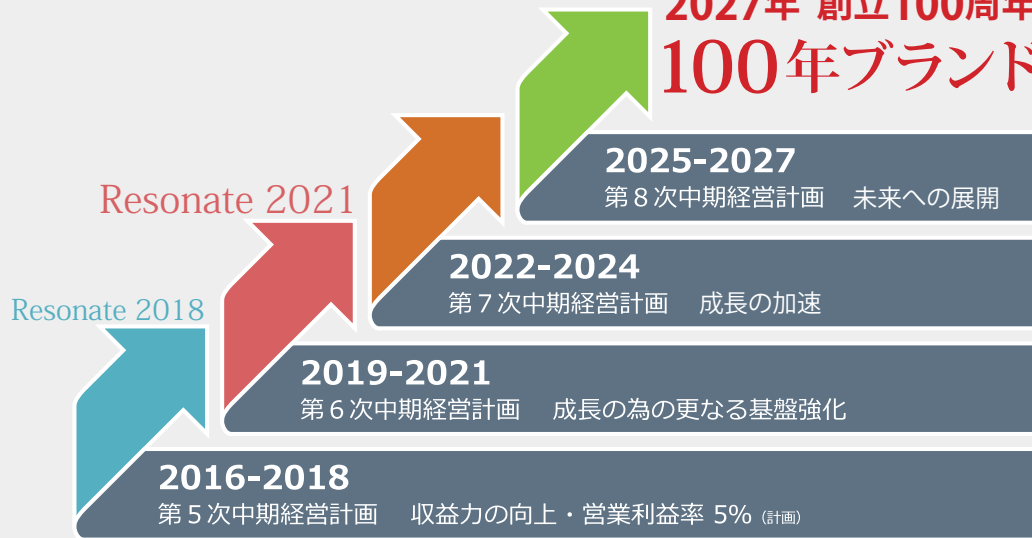 2027年 創立100周年
100年ブランド
2025-2027
第8次中期経営計画 未来への展開
Resonate 2021
2022-2024
第7次中期経営計画 成長の加速
Resonate 2018
2019-2021
第6次中期経営計画 成長の為の更なる基盤強化
2016-2018
第5次中期経営計画 収益力の向上・営業利益率 5% (計画)